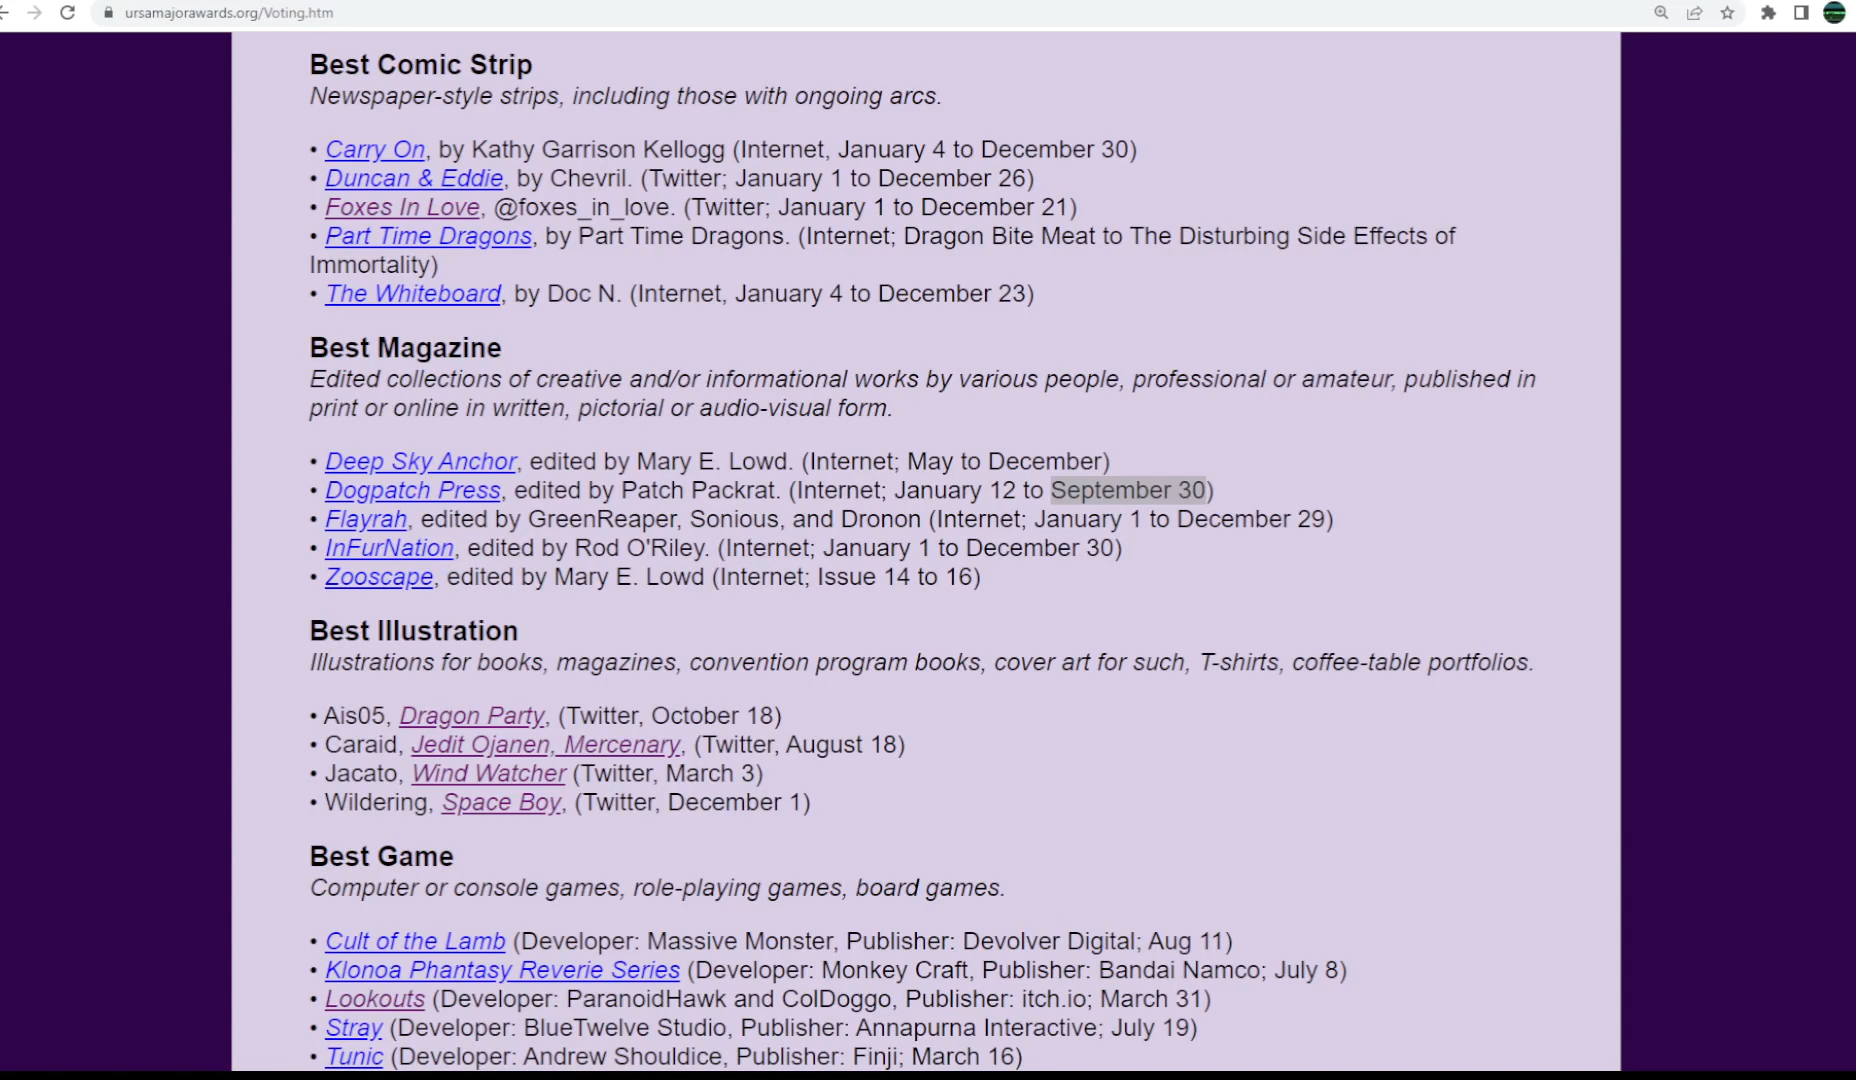 ursamajorawards.org/Voting.htm
Best Comic Strip
Newspaper-style strips, including those with ongoing arcs.
• Carry On, by Kathy Garrison Kellogg (Internet, January 4 to December 30)
• Duncan & Eddie, by Chevril. (Twitter; January 1 to December 26)
• Foxes In Love, @foxes_in_love. (Twitter; January 1 to December 21)
• Part Time Dragons, by Part Time Dragons. (Internet; Dragon Bite Meat to The Disturbing Side Effects of
Immortality)
• The Whiteboard, by Doc N. (Internet, January 4 to December 23)
Best Magazine
Edited collections of creative and/or informational works by various people, professional or amateur, published in
print or online in written, pictorial or audio-visual form.
• Deep Sky Anchor, edited by Mary E. Lowd. (Internet; May to December)
• Dogpatch Press, edited by Patch Packrat. (Internet; January 12 to September 30)
• Flayrah, edited by GreenReaper, Sonious, and Dronon (Internet; January 1 to December 29)
• InFurNation, edited by Rod O'Riley. (Internet; January 1 to December 30)
• Zooscape, edited by Mary E. Lowd (Internet; Issue 14 to 16)
Best Illustration
Illustrations for books, magazines, convention program books, cover art for such, T-shirts, coffee-table portfolios.
• Ais05, Dragon Party, (Twitter, October 18)
• Caraid, Jedit Ojanen, Mercenary, (Twitter, August 18)
• Jacato, Wind Watcher (Twitter, March 3)
• Wildering, Space Boy, (Twitter, December 1)
Best Game
Computer or console games, role-playing games, board games.
• Cult of the Lamb (Developer: Massive Monster, Publisher: Devolver Digital; Aug 11)
• Klonoa Phantasy Reverie Series (Developer: Monkey Craft, Publisher: Bandai Namco; July 8)
• Lookouts (Developer: ParanoidHawk and ColDoggo, Publisher: itch.io; March 31)
• Stray (Developer: BlueTwelve Studio, Publisher: Annapurna Interactive; July 19)
• Tunic (Developer: Andrew Shouldice, Publisher: Finji; March 16)